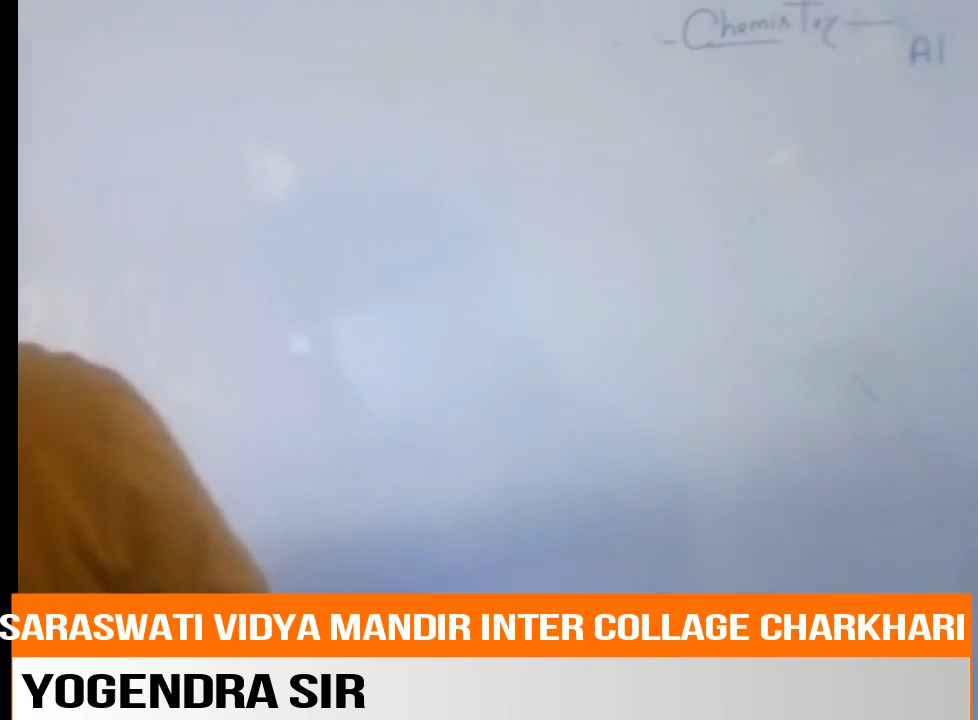 Chemistry —
Al
SARASWATI VIDYA MANDIR INTER COLLAGE CHARKHARI
YOGENDRA SIR